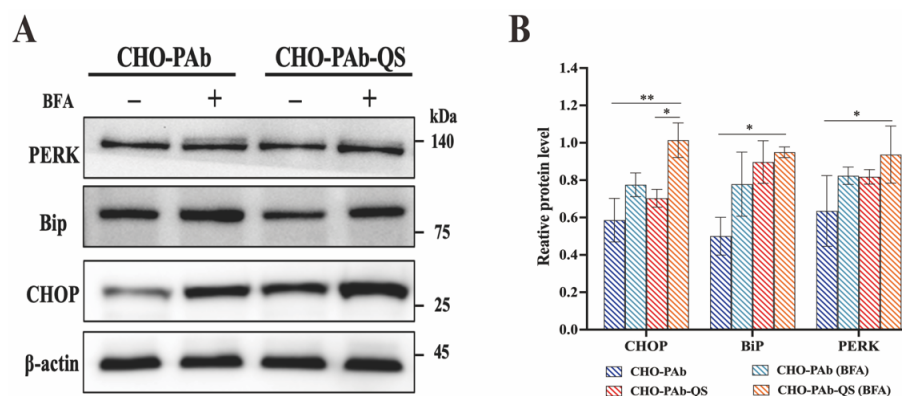 A
CHO-PAb CHO-PAb-QS
BFA − + − +
kDa
PERK 140
Bip
75
CHOP
25
β-actin 45
B
Reative protein level
1.4
1.2
1.0
0.8
0.6
0.4
0.2
0.0
** * * *
CHOP BiP PERK
CHO-PAb CHO-PAb (BFA)
CHO-PAb-QS CHO-PAb-QS (BFA)